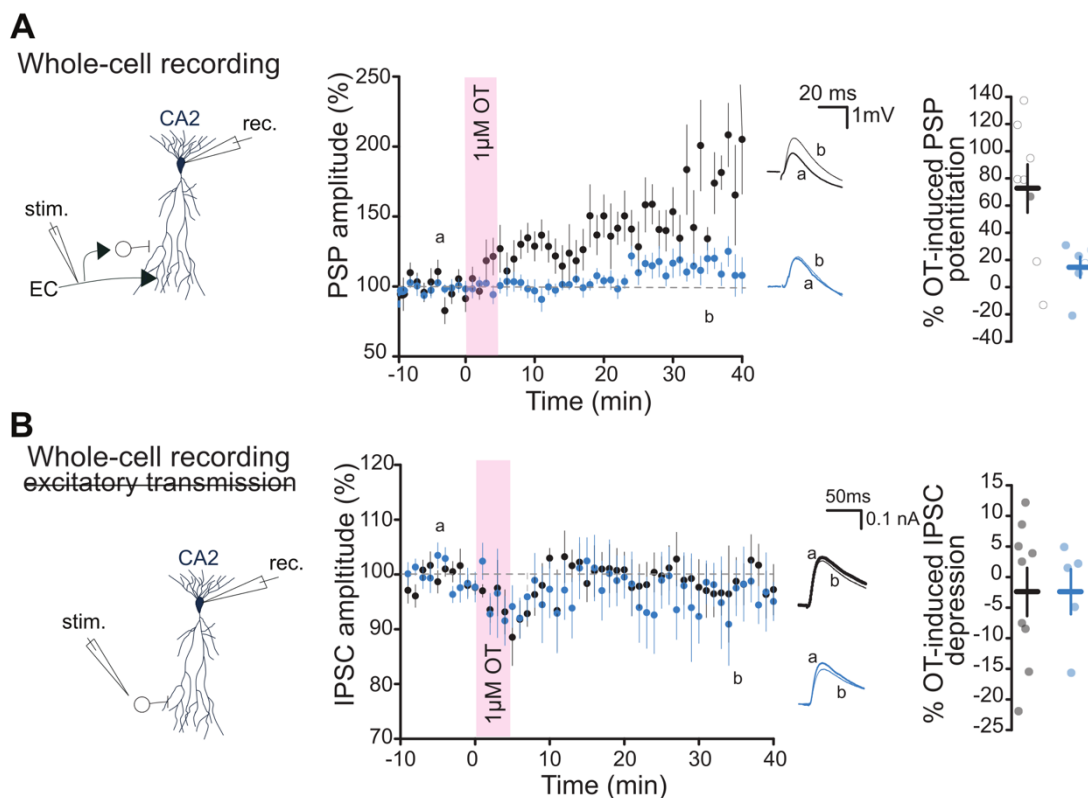 A
Whole-cell recording
CA2
rec.
stim.
EC
PSP amplitude (%)
250
200
150
100
50
1µM OT
a
b
-10
0
10
20
30
40
Time (min)
20 ms
1mV
b
a
b
a
% OT-induced PSP
potentitation
140
120
100
80
60
40
20
0
-20
-40
B
Whole-cell recording
excitatory transmission
CA2
rec.
stim.
IPSC ampltitude (%)
120
110
100
90
80
70
a
1µM OT
b
-10
0
10
20
30
40
Time (min)
50ms
0.1 nA
a
b
a
b
% OT-induced IPSC
depression
15
10
5
0
-5
-10
-15
-20
-25